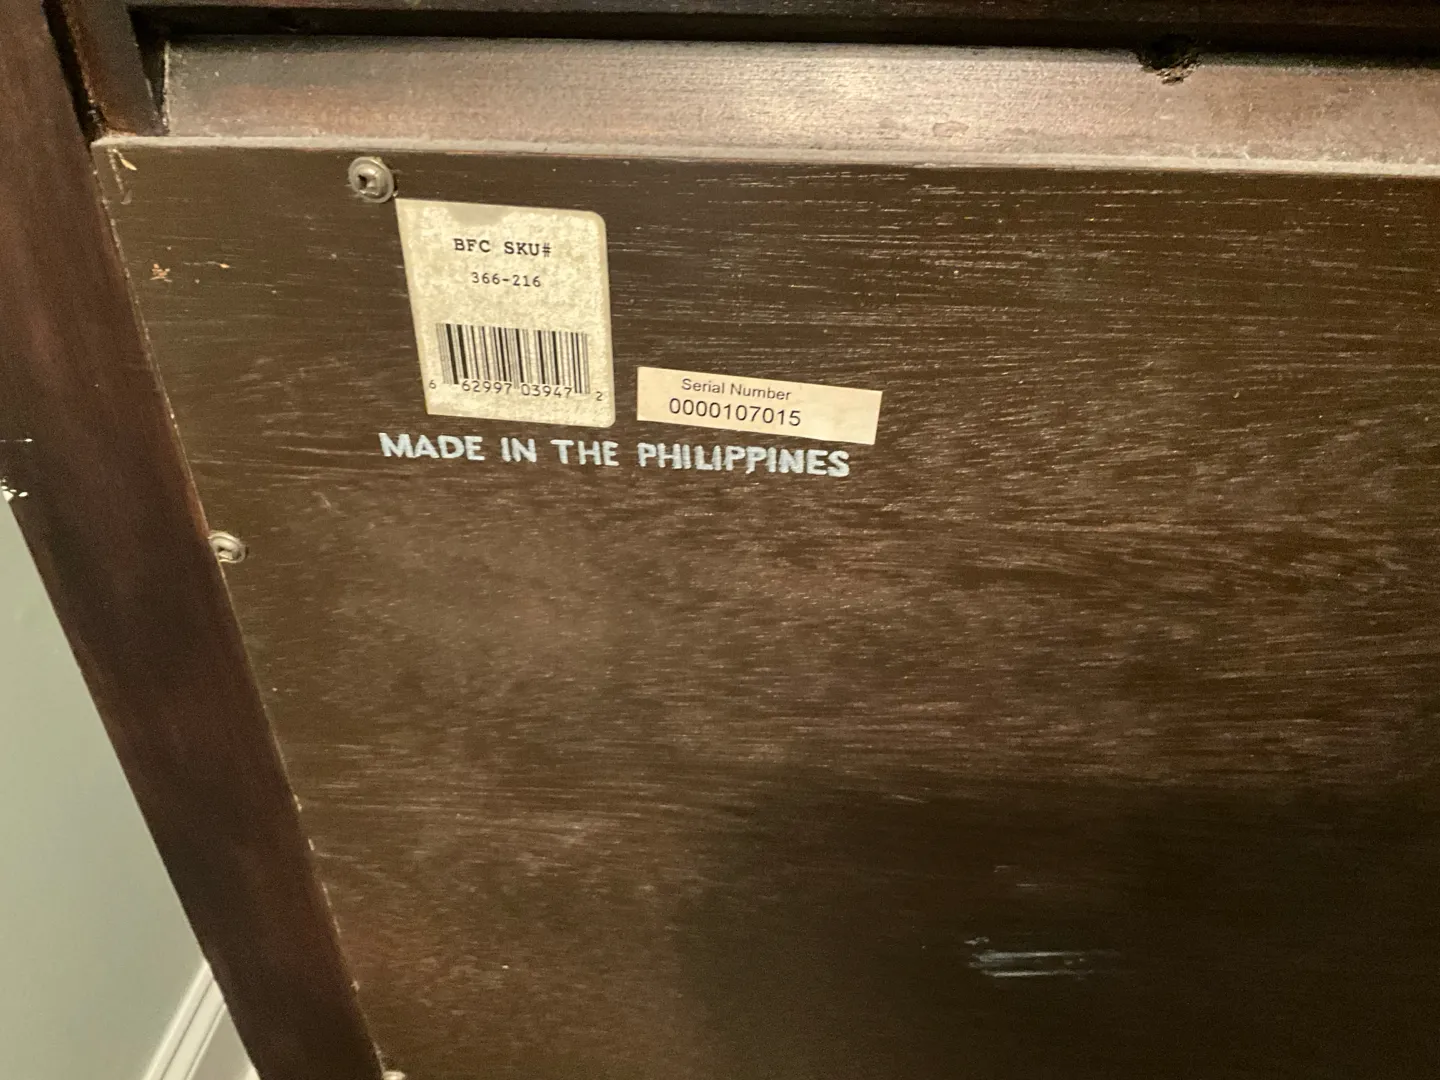 BFC SKU#
366-216
6 62997 03947 2
Serial Number
0000107015
MADE IN THE PHILIPPINES